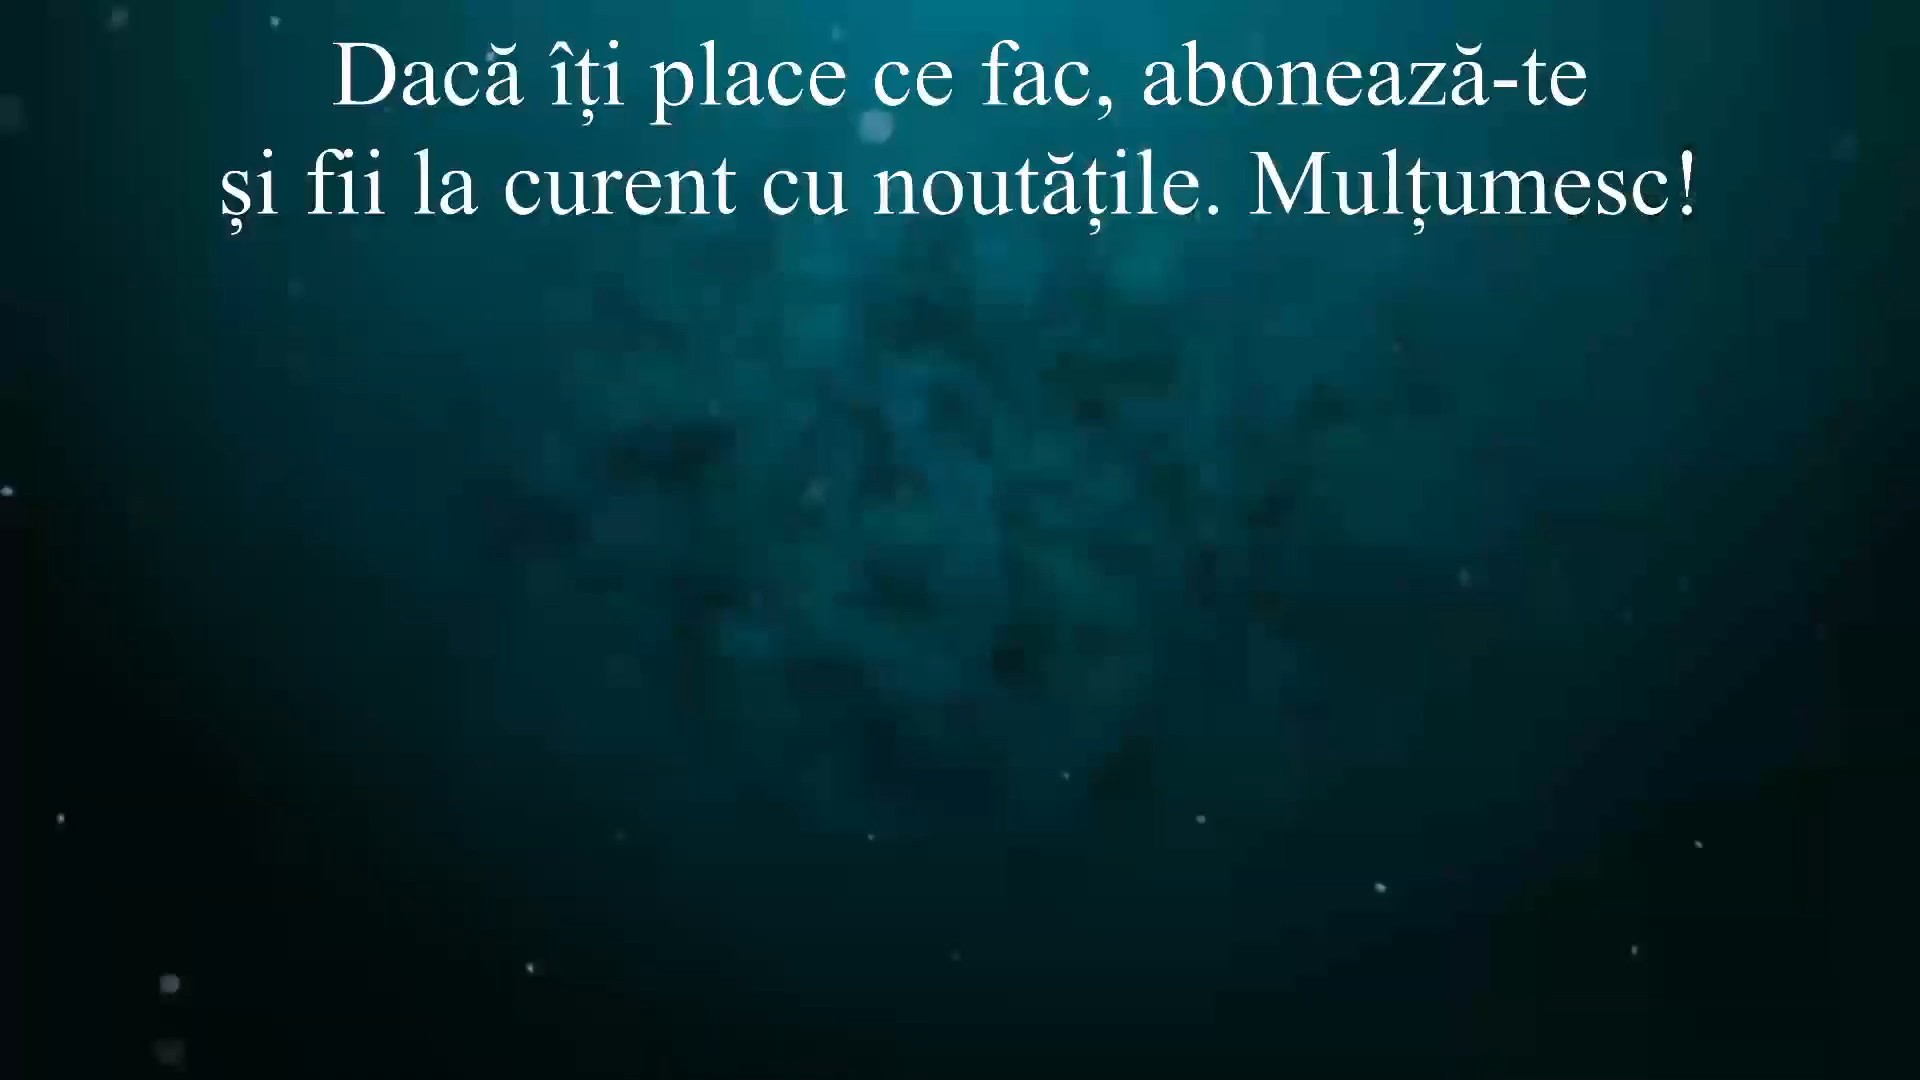 Dacă îți place ce fac, abonează-te
și fii la curent cu noutățile. Mulțumesc!